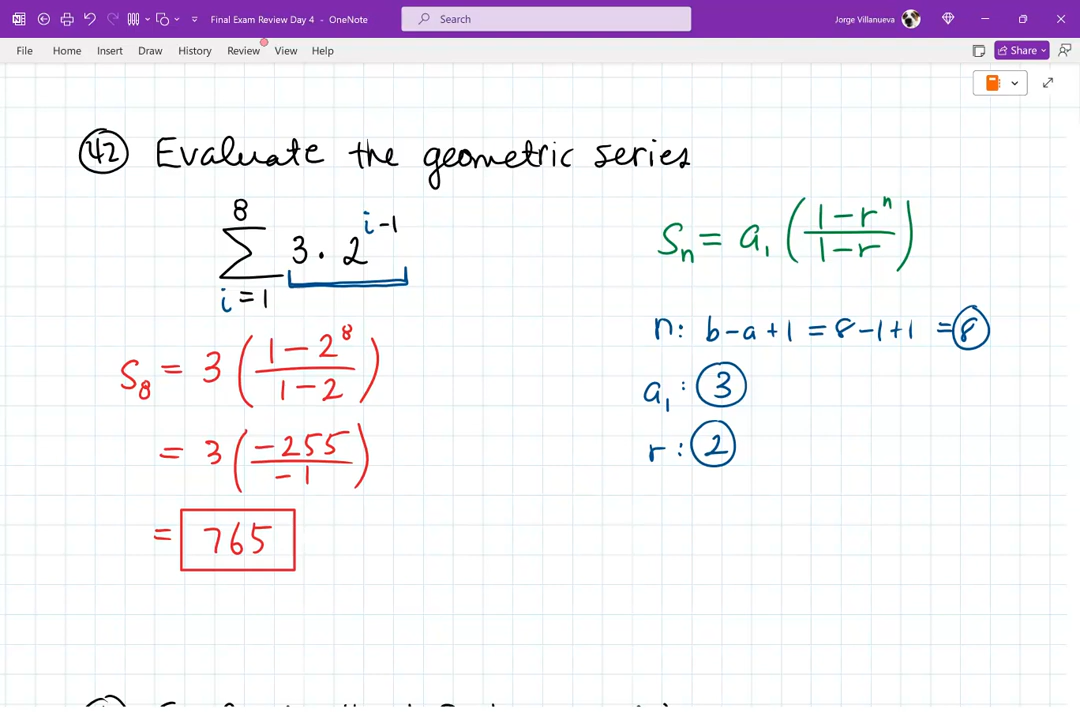 Final Exam Review Day 4 - OneNote
Search
Jorge Villanueva
File Home Insert Draw History Review View Help
Share
42 Evaluate the geometric series
8
∑ 3 · 2^(i-1)
i = 1
Sₙ = a₁ ((1 - rⁿ)/(1 - r))
n: b - a + 1 = 8 - 1 + 1 = 8
a₁ : 3
r : 2
S₈ = 3 ((1 - 2⁸)/(1 - 2))
= 3 (-255/-1)
= 765